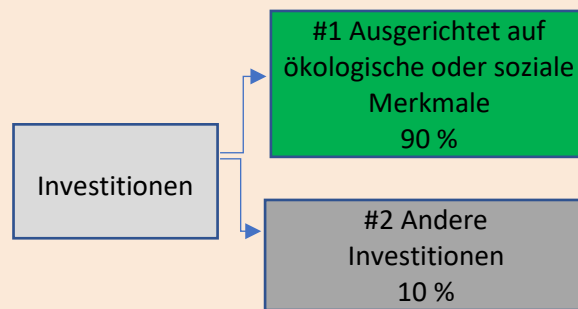 #1 Ausgerichtet auf
ökologische oder soziale
Merkmale
90 %
Investitionen
#2 Andere
Investitionen
10 %